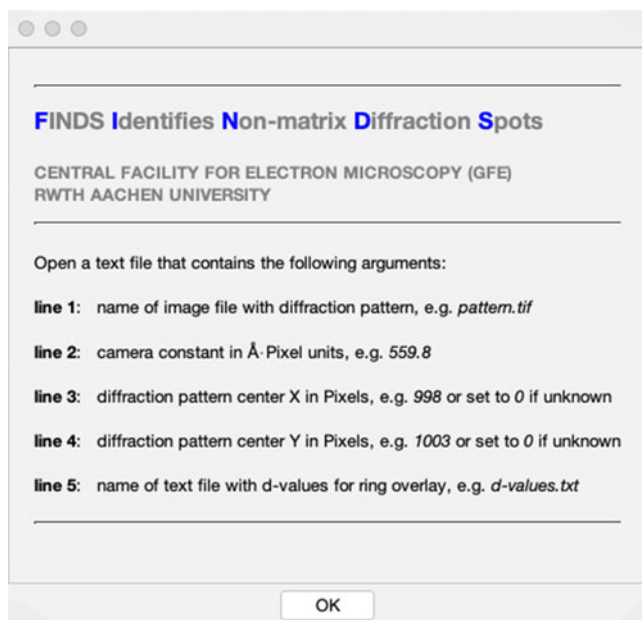 FINDS Identifies Non-matrix Diffraction Spots
CENTRAL FACILITY FOR ELECTRON MICROSCOPY (GFE)
RWTH AACHEN UNIVERSITY
Open a text file that contains the following arguments:
line 1: name of image file with diffraction pattern, e.g. pattern.tif
line 2: camera constant in Å·Pixel units, e.g. 559.8
line 3: diffraction pattern center X in Pixels, e.g. 998 or set to 0 if unknown
line 4: diffraction pattern center Y in Pixels, e.g. 1003 or set to 0 if unknown
line 5: name of text file with d-values for ring overlay, e.g. d-values.txt
OK